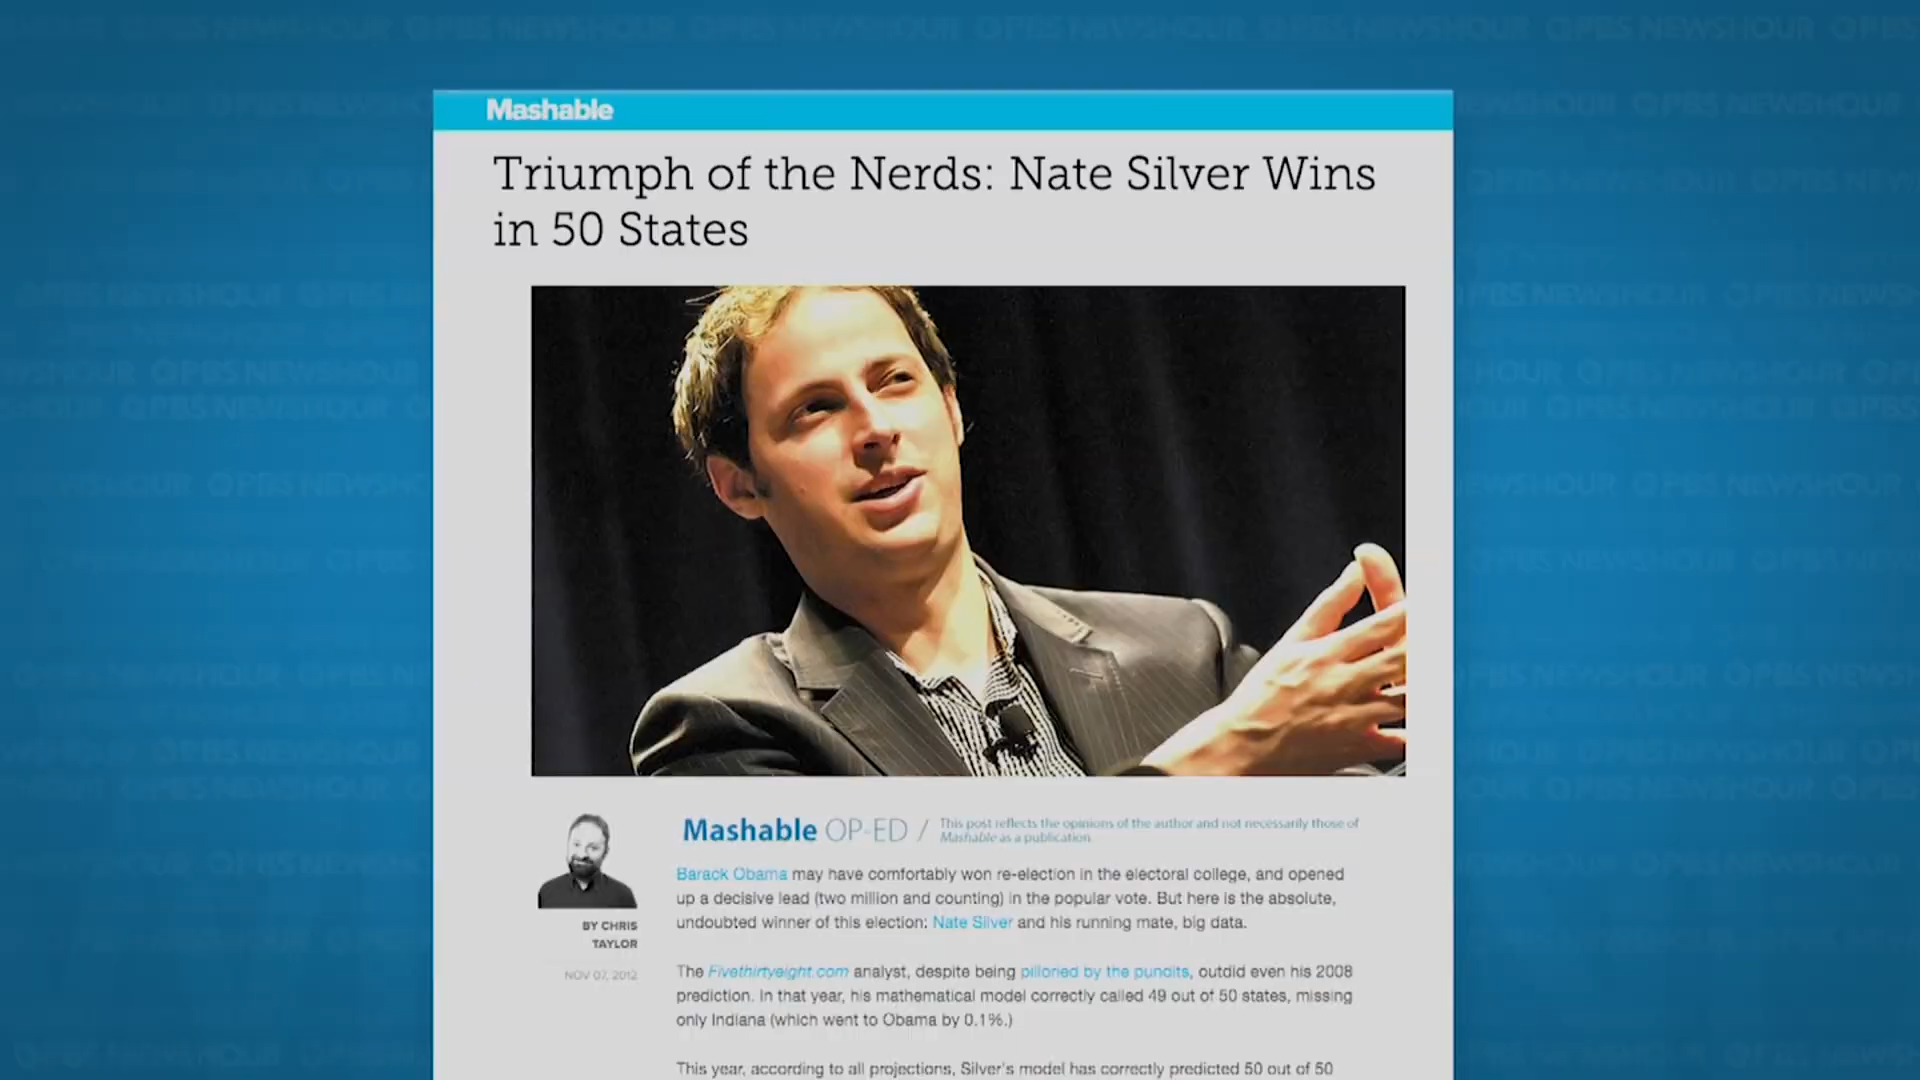 Mashable
Triumph of the Nerds: Nate Silver Wins
in 50 States
Mashable OP-ED / This post reflects the opinions of the author and not necessarily those of
Mashable as a publication.
BY CHRIS
TAYLOR
NOV 07, 2012
Barack Obama may have comfortably won re-election in the electoral college, and opened
up a decisive lead (two million and counting) in the popular vote. But here is the absolute,
undoubted winner of this election: Nate Silver and his running mate, big data.
The Fivethirtyeight.com analyst, despite being pilloried by the pundits, outdid even his 2008
prediction. In that year, his mathematical model correctly called 49 out of 50 states, missing
only Indiana (which went to Obama by 0.1%.)
This year, according to all projections, Silver's model has correctly predicted 50 out of 50
PBS NEWSHOUR